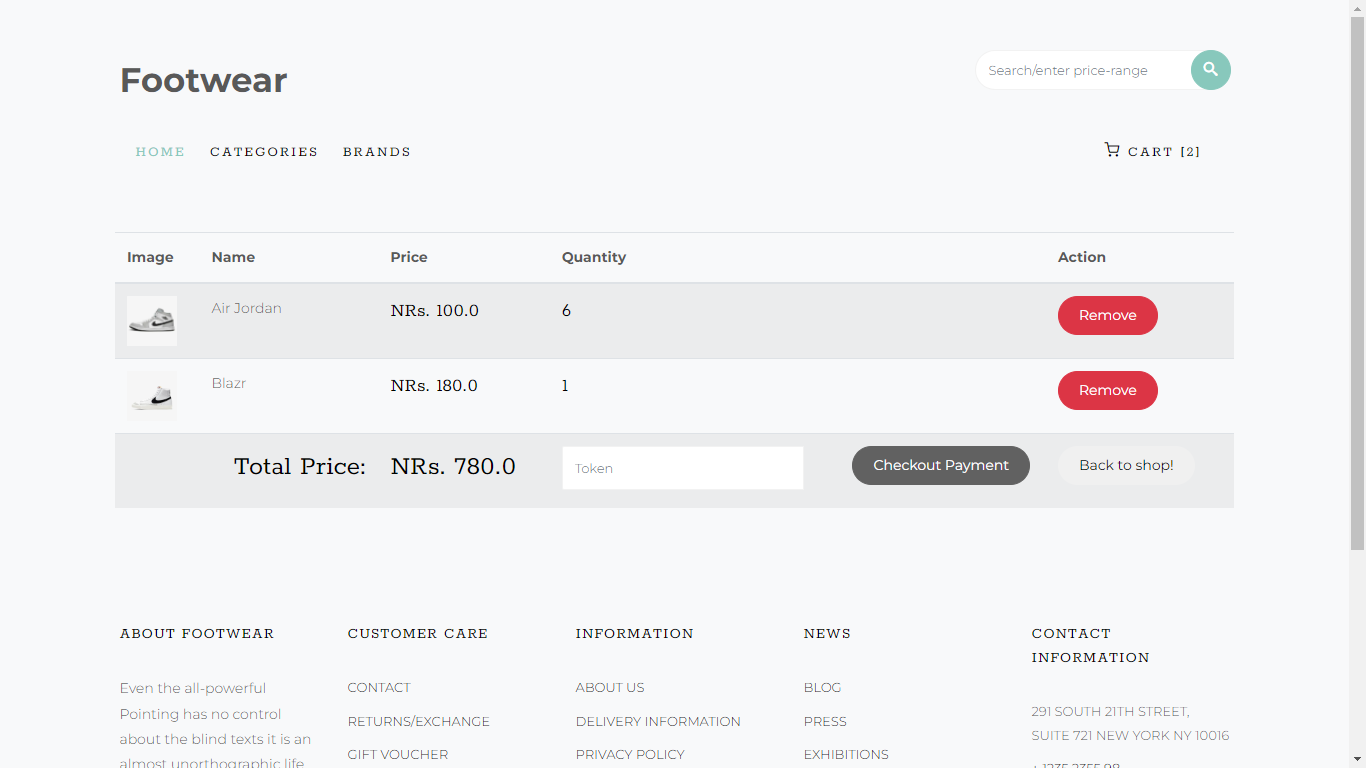 Footwear
Search/enter price-range
HOME CATEGORIES BRANDS CART [2]
Image Name Price Quantity Action
Air Jordan NRs. 100.0 6 Remove
Blazr NRs. 180.0 1 Remove
Total Price: NRs. 780.0 Token Checkout Payment Back to shop!
ABOUT FOOTWEAR
Even the all-powerful
Pointing has no control
about the blind texts it is an
almost unorthographic life
CUSTOMER CARE
CONTACT
RETURNS/EXCHANGE
GIFT VOUCHER
INFORMATION
ABOUT US
DELIVERY INFORMATION
PRIVACY POLICY
NEWS
BLOG
PRESS
EXHIBITIONS
CONTACT
INFORMATION
291 SOUTH 21TH STREET,
SUITE 721 NEW YORK NY 10016